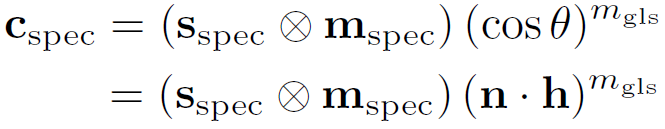 c_spec = (s_spec ⊗ m_spec) (cos θ)^{m_gls}
= (s_spec ⊗ m_spec) (n · h)^{m_gls}